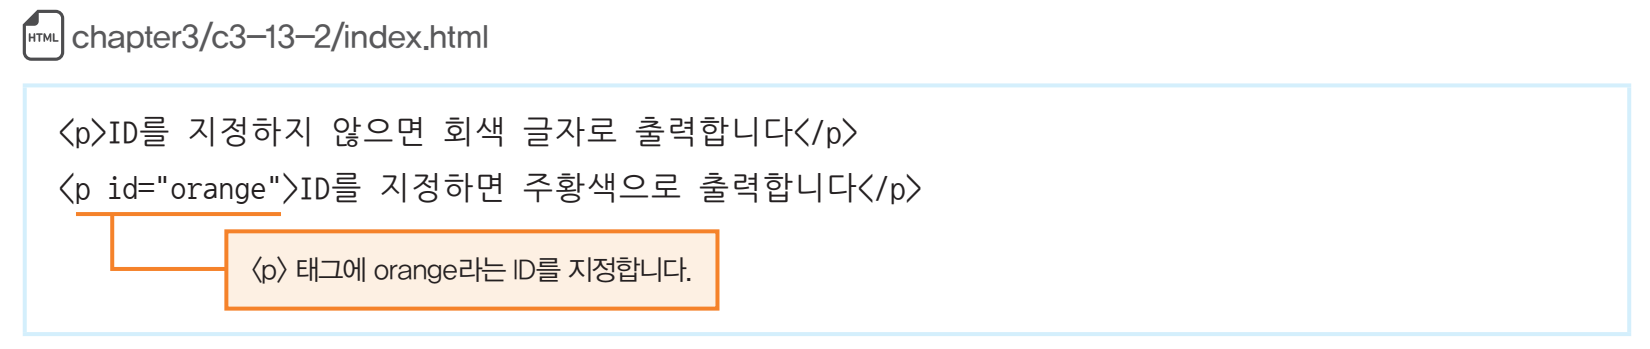 HTML chapter3/c3-13-2/index.html
<p>ID를 지정하지 않으면 회색 글자로 출력합니다</p>
<p id="orange">ID를 지정하면 주황색으로 출력합니다</p>
<p> 태그에 orange라는 ID를 지정합니다.